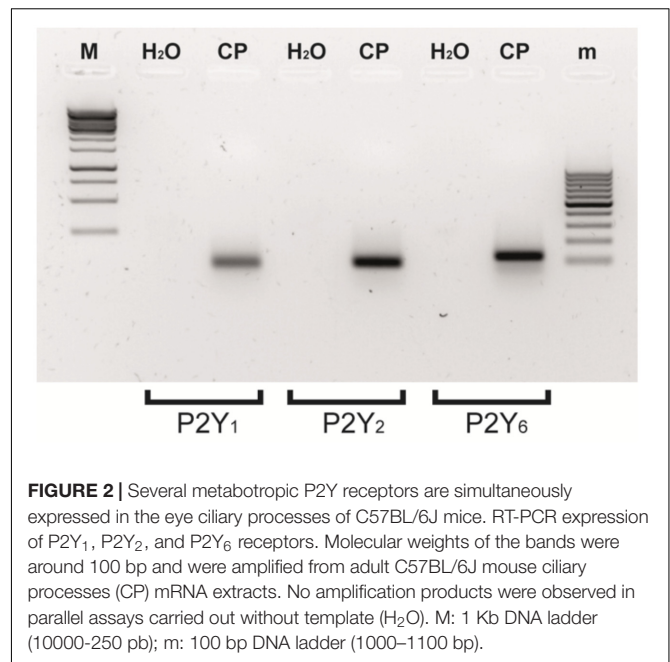 M H₂O CP H₂O CP H₂O CP m
P2Y₁ P2Y₂ P2Y₆
FIGURE 2 | Several metabotropic P2Y receptors are simultaneously
expressed in the eye ciliary processes of C57BL/6J mice. RT-PCR expression
of P2Y₁, P2Y₂, and P2Y₆ receptors. Molecular weights of the bands were
around 100 bp and were amplified from adult C57BL/6J mouse ciliary
processes (CP) mRNA extracts. No amplification products were observed in
parallel assays carried out without template (H₂O). M: 1 Kb DNA ladder
(10000-250 pb); m: 100 bp DNA ladder (1000–1100 bp).